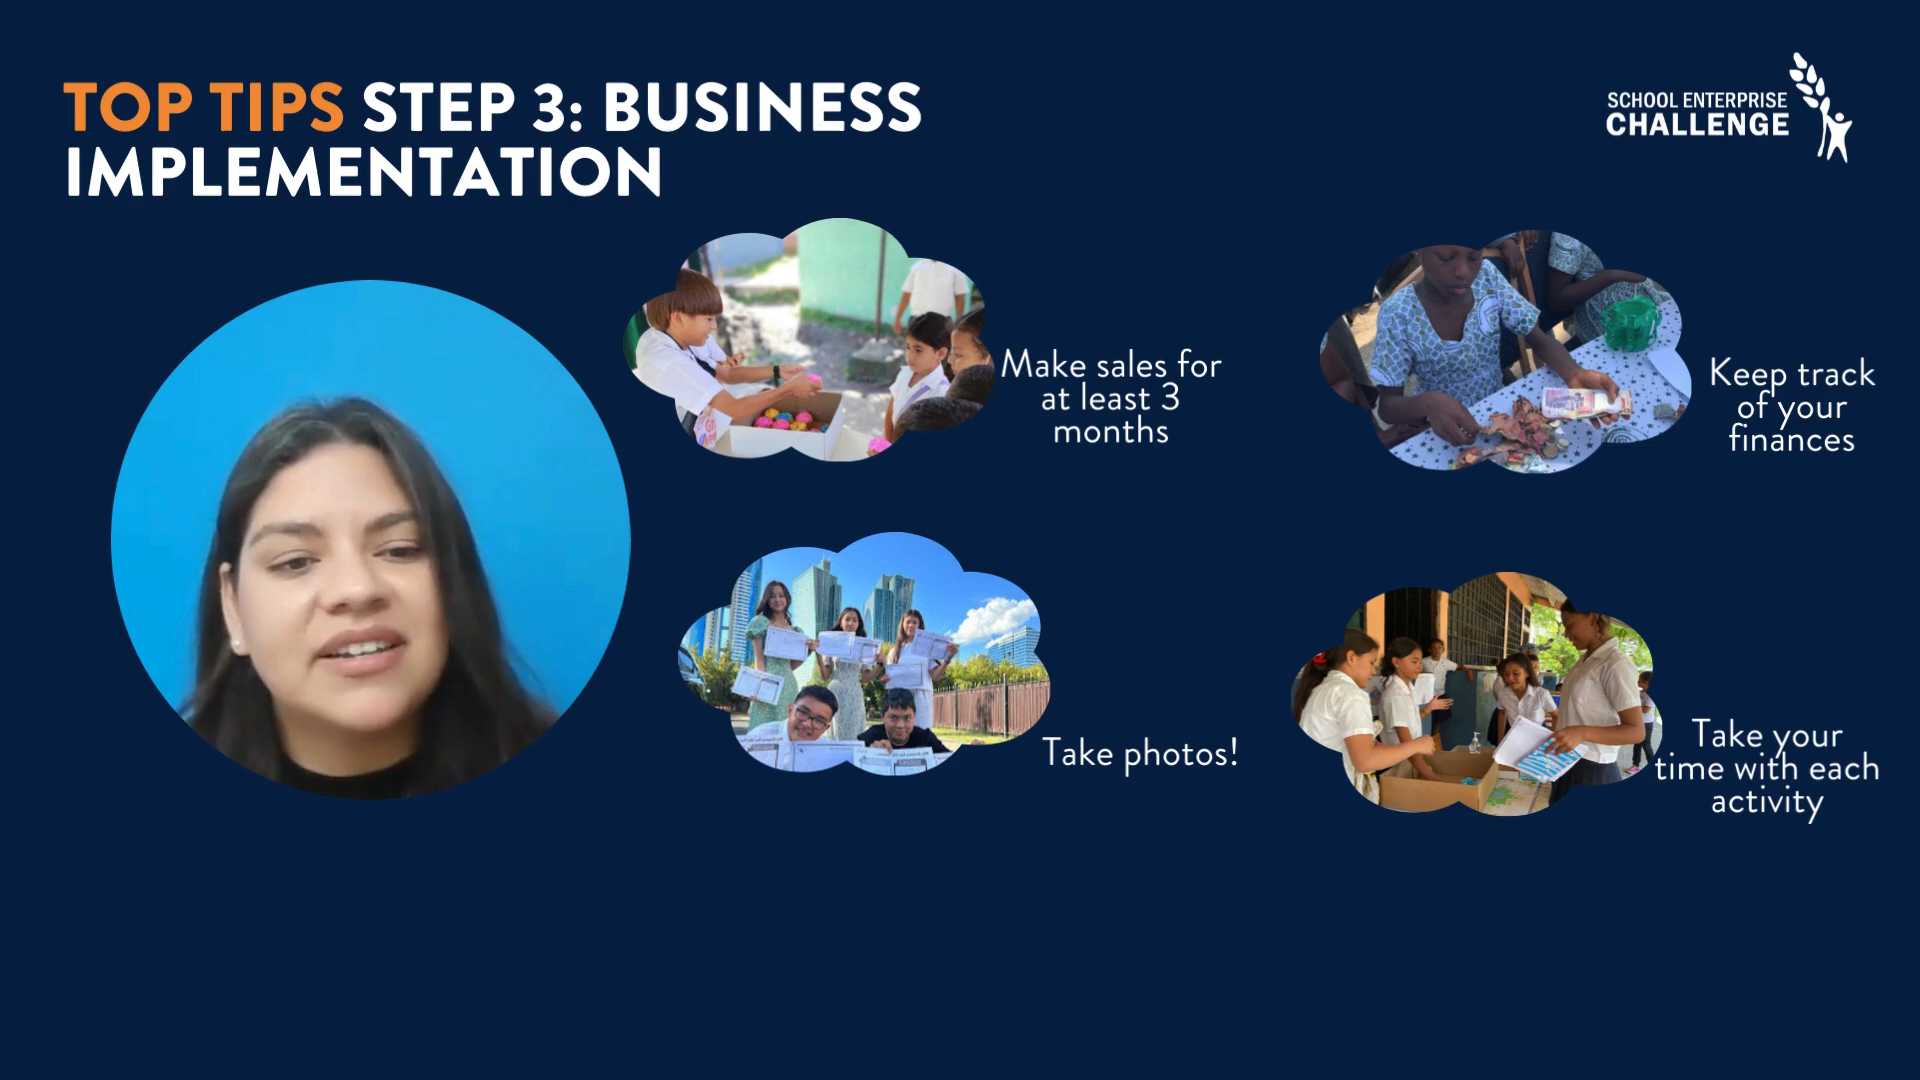 TOP TIPS STEP 3: BUSINESS
IMPLEMENTATION
SCHOOL ENTERPRISE
CHALLENGE
Make sales for
at least 3
months
Keep track
of your
finances
Take photos!
Take your
time with each
activity